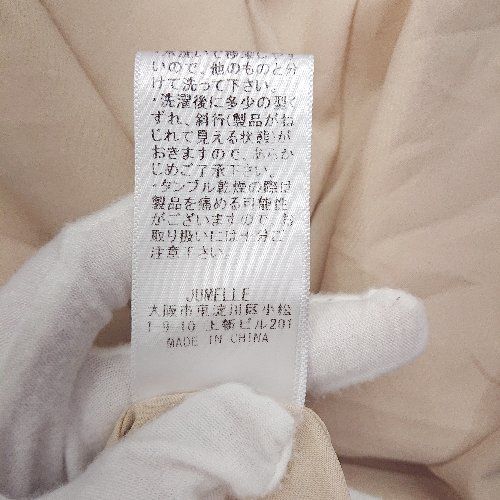 いので、他のものと分
けて洗って下さい。
・洗濯後に多少の型く
ずれ、斜行(製品がね
じれて見える状態)が
おきますので、あらか
じめご了承下さい。
・タンブル乾燥の際は
製品を痛める可能性
がございますので、お
取り扱いには十分ご
注意下さい。
JUMELLE
大阪市東淀川区小松
1-9-10 上新ビル201
MADE IN CHINA